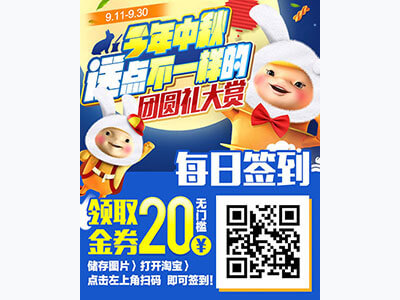 9.11-9.30
今年中秋
送点不一样的
团圆礼大赏
每日签到
领取
金券
20
无门槛
¥
储存图片〉打开淘宝〉
点击左上角扫码 即可签到!